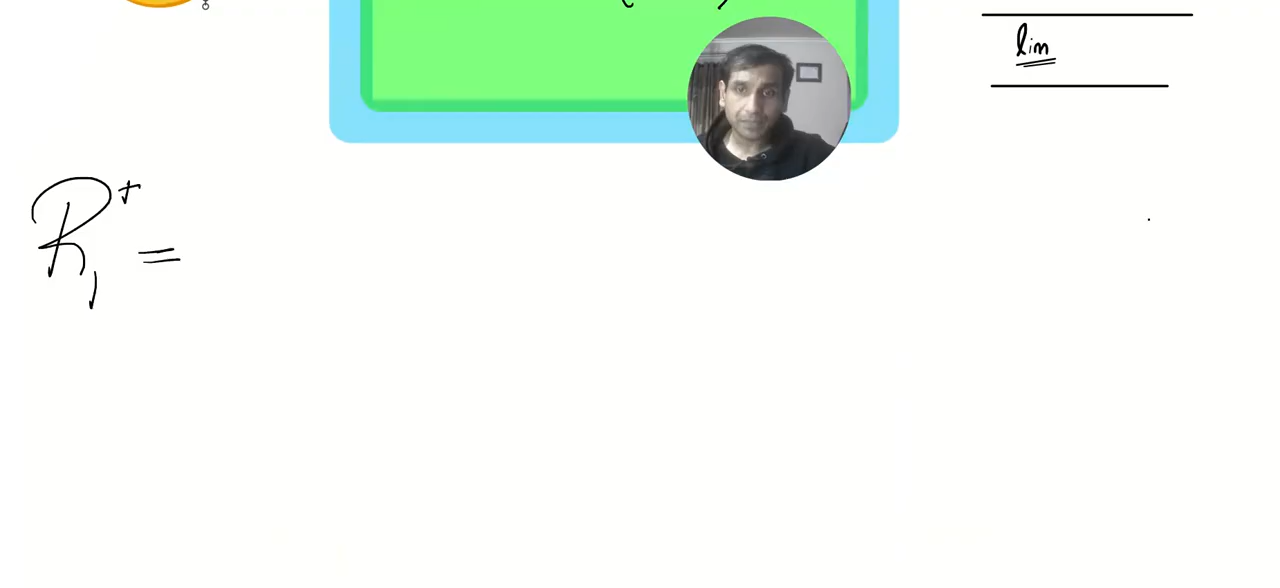 lim
R₁⁺ =